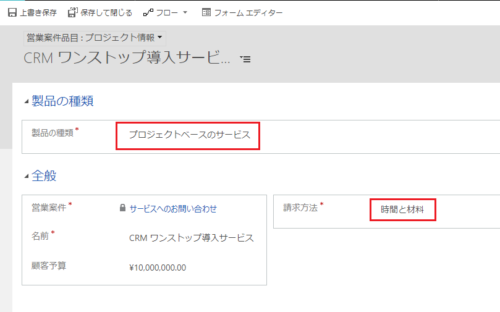 上書き保存 保存して閉じる フロー フォーム エディター
営業案件品目 : プロジェクト情報
CRM ワンストップ導入サービ...
製品の種類
製品の種類* プロジェクトベースのサービス
全般
営業案件* サービスへのお問い合わせ 請求方法* 時間と材料
名前* CRM ワンストップ導入サービス
顧客予算 ¥10,000,000.00